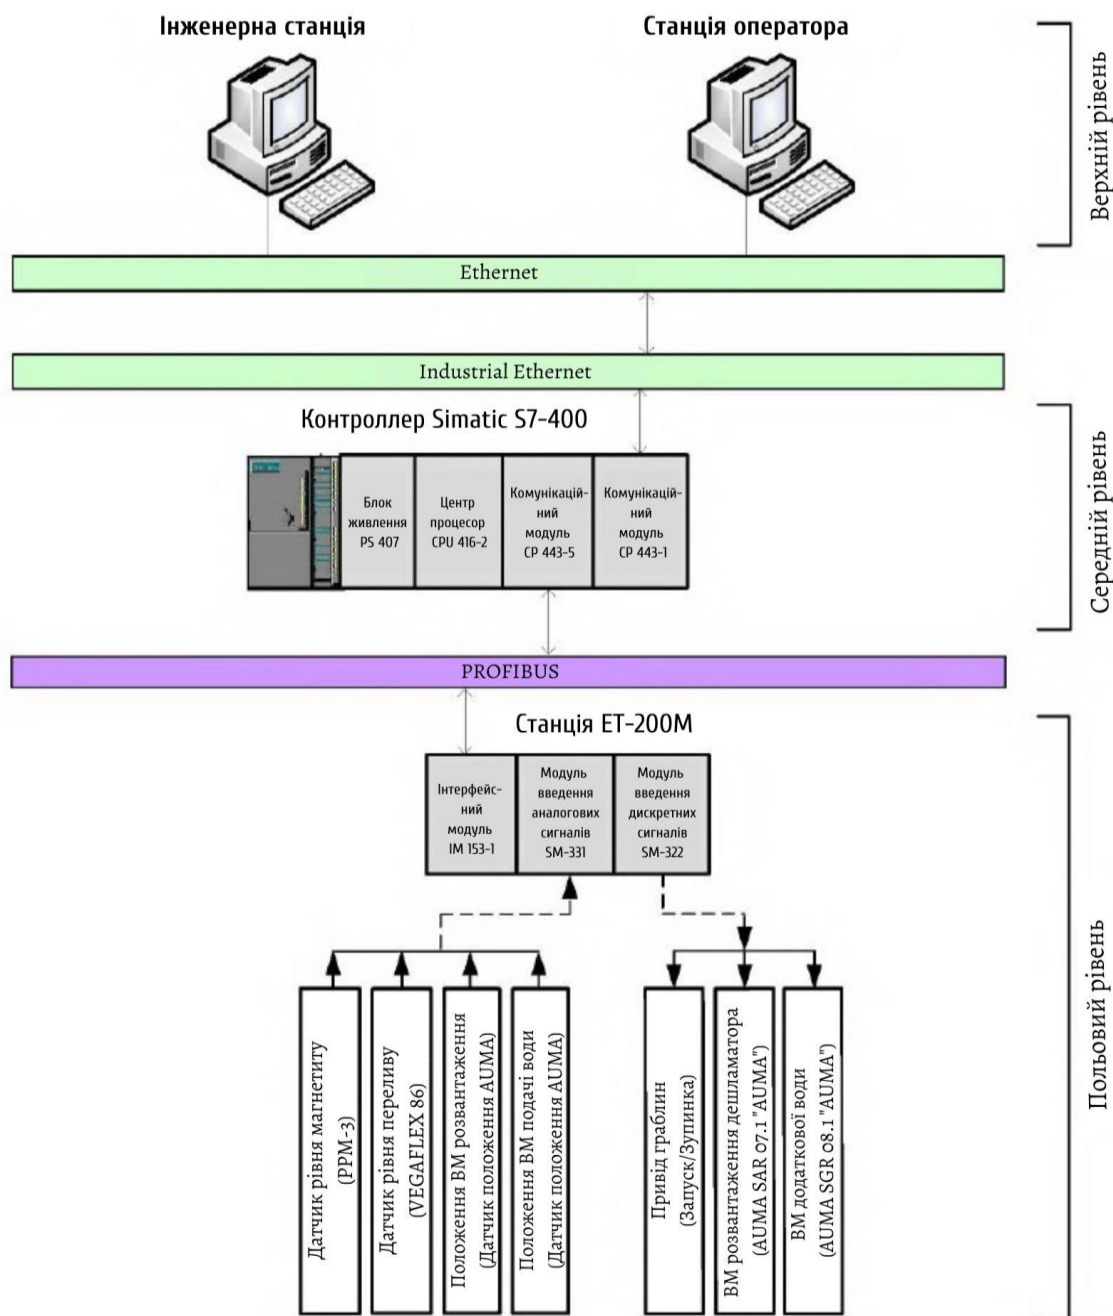 Інженерна станція
Станція оператора
Верхній рівень
Ethernet
Industrial Ethernet
Контроллер Simatic S7-400
Блок
живлення
PS 407
Центр
процесор
CPU 416-2
Комунікацій-
ний
модуль
CP 443-5
Комунікацій-
ний
модуль
CP 443-1
Середній рівень
PROFIBUS
Станція ET-200M
Інтерфейс-
ний
модуль
IM 153-1
Модуль
введення
аналогових
сигналів
SM-331
Модуль
введення
дискретних
сигналів
SM-322
Польовий рівень
Датчик рівня магнетиту
(PPM-3)
Датчик рівня переливу
(VEGAFLEX 86)
Положення ВМ розвантаження
(Датчик положення AUMA)
Положення ВМ подачі води
(Датчик положення AUMA)
Привід граблин
(Запуск/Зупинка)
ВМ розвантаження дешламатора
(AUMA SAR 07.1 "AUMA")
ВМ додаткової води
(AUMA SGR 08.1 "AUMA")